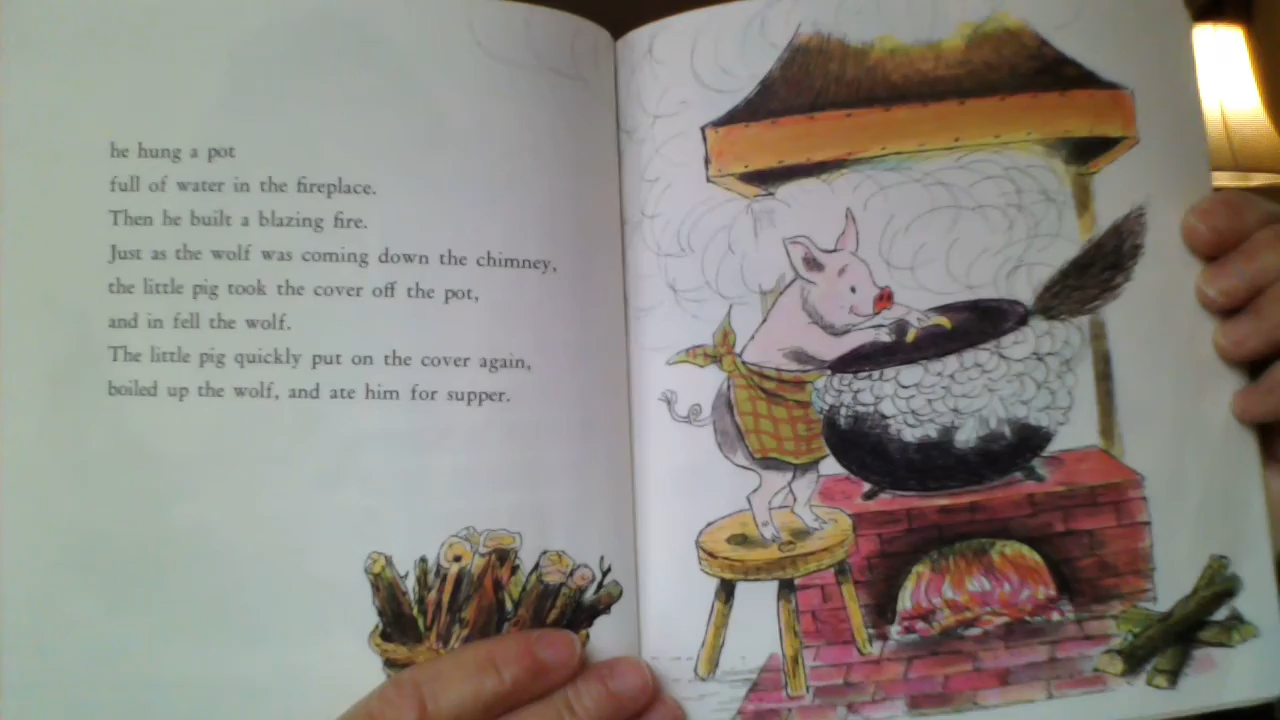 he hung a pot
full of water in the fireplace.
Then he built a blazing fire.
Just as the wolf was coming down the chimney,
the little pig took the cover off the pot,
and in fell the wolf.
The little pig quickly put on the cover again,
boiled up the wolf, and ate him for supper.